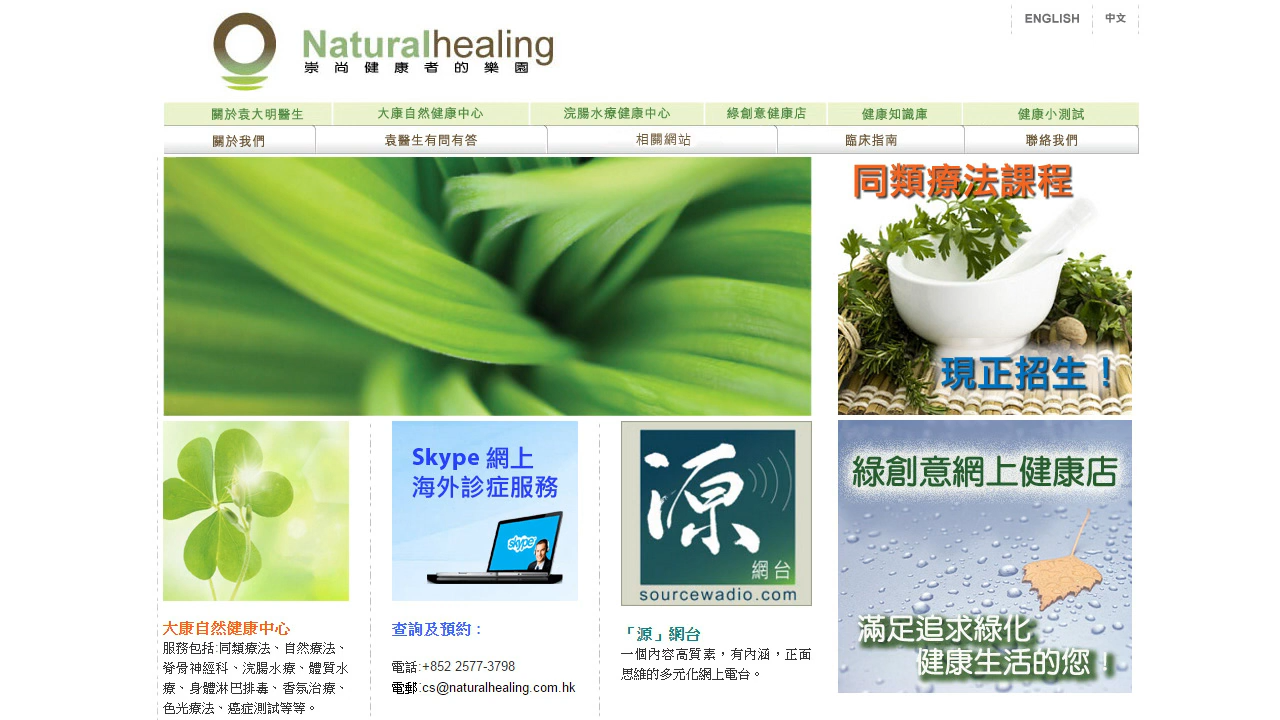 ENGLISH
中文
Naturalhealing
崇尚健康者的樂園
關於袁大明醫生
大康自然健康中心
浣腸水療健康中心
綠創意健康店
健康知識庫
健康小測試
關於我們
袁醫生有問有答
相關網站
臨床指南
聯絡我們
同類療法課程
現正招生！
Skype 網上
海外診症服務
skype
源
網台
sourcewadio.com
綠創意網上健康店
滿足追求綠化
健康生活的您！
大康自然健康中心
服務包括:同類療法、自然療法、
脊骨神經科、浣腸水療、體質水
療、身體淋巴排毒、香氛治療、
色光療法、癌症測試等等。
查詢及預約：
電話:+852 2577-3798
電郵:cs@naturalhealing.com.hk
「源」網台
一個內容高質素，有內涵，正面
思維的多元化網上電台。